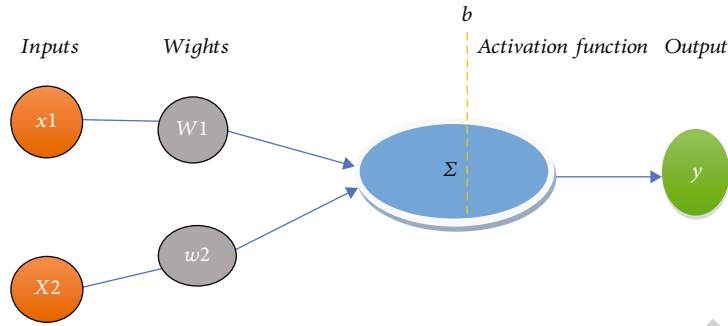 b
Inputs Wights Activation function Output
x1 W1
Σ y
w2
X2